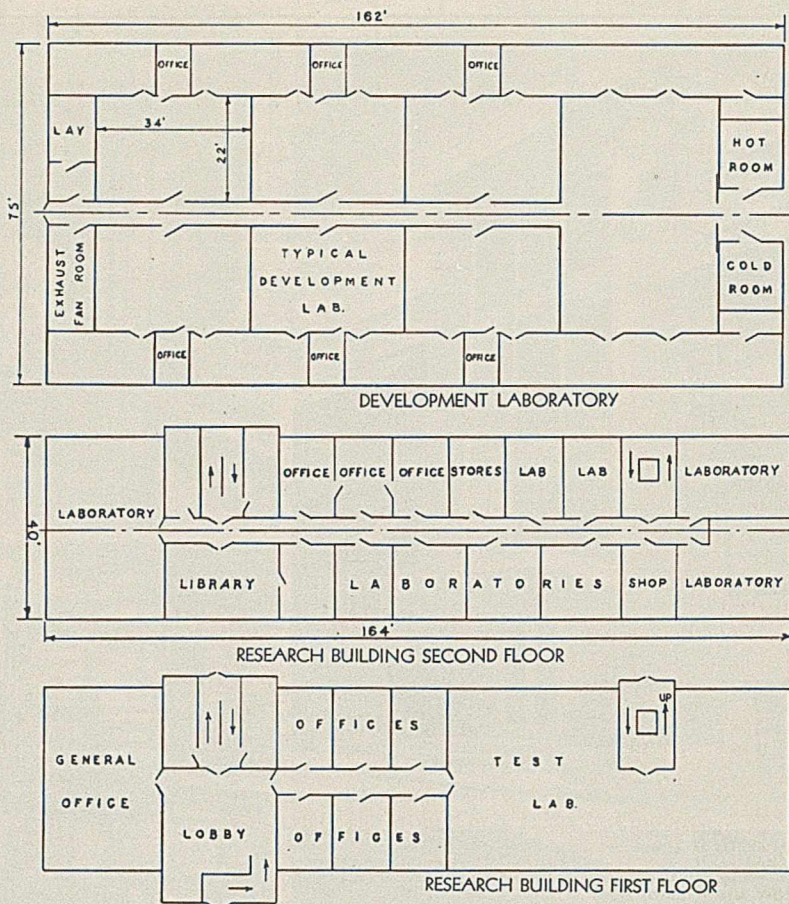 162'
OFFICE OFFICE OFFICE
34'
LAV
22'
HOT
ROOM
75'
EXHAUST
FAN ROOM
TYPICAL
DEVELOPMENT
LAB.
COLD
ROOM
OFFICE OFFICE OFFICE
DEVELOPMENT LABORATORY
OFFICE OFFICE OFFICE STORES LAB LAB LABORATORY
LABORATORY
40'
LIBRARY LABORATORIES SHOP LABORATORY
164'
RESEARCH BUILDING SECOND FLOOR
UP
OFFICES
GENERAL
OFFICE
TEST
LAB.
LOBBY OFFICES
RESEARCH BUILDING FIRST FLOOR